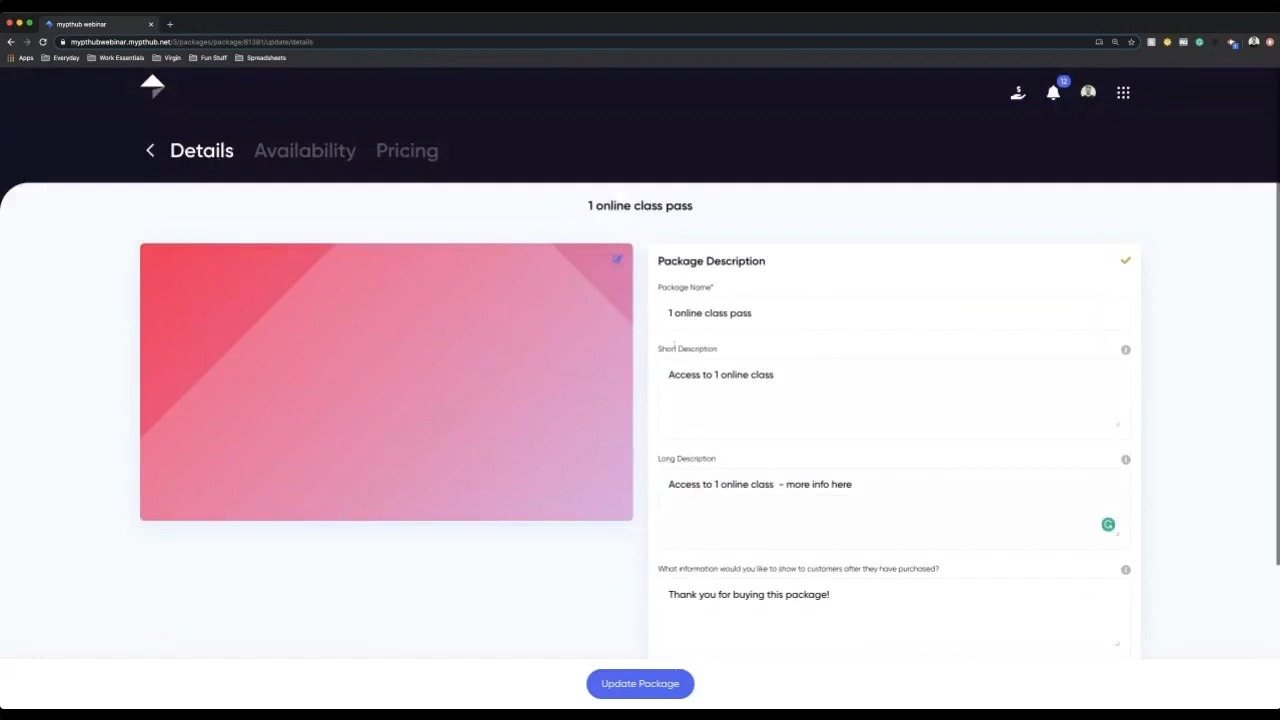 mypthub webinar
mypthubwebinar.mypthub.net/3/packages/package/81381/update/details
Apps Everyday Work Essentials Virgin Fun Stuff Spreadsheets
12
Details Availability Pricing
1 online class pass
Package Description
Package Name*
1 online class pass
Short Description
Access to 1 online class
Long Description
Access to 1 online class - more info here
What information would you like to show to customers after they have purchased?
Thank you for buying this package!
Update Package